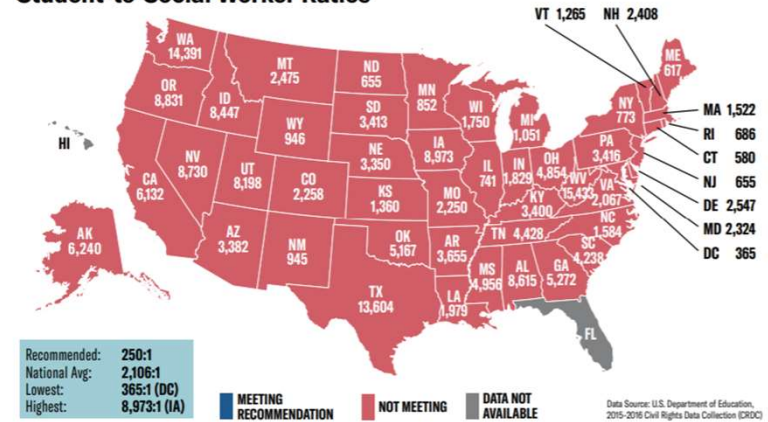 Student-to-Social Worker Ratios
VT 1,265
NH 2,408
WA
14,391
MT
2,475
ND
655
ME
617
OR
8,831
ID
8,447
SD
3,413
MN
852
WI
1,750
MI
1,051
NY
773
MA 1,522
RI 686
CT 580
NJ 655
DE 2,547
MD 2,324
DC 365
HI
WY
946
NV
8,730
UT
8,198
CA
6,132
CO
2,258
NE
3,350
IA
8,973
IL
741
IN
1,829
OH
4,854
PA
3,416
WV
15,433
VA
2,067
KS
1,360
MO
2,250
KY
3,400
NC
1,584
AK
6,240
AZ
3,382
NM
945
OK
5,167
AR
3,655
TN 4,428
SC
4,238
MS
4,956
AL
8,615
GA
5,272
TX
13,604
LA
1,979
FL
Recommended: 250:1
National Avg: 2,106:1
Lowest: 365:1 (DC)
Highest: 8,973:1 (IA)
MEETING
RECOMMENDATION
NOT MEETING
DATA NOT
AVAILABLE
Data Source: U.S. Department of Education,
2015-2016 Civil Rights Data Collection (CRDC)